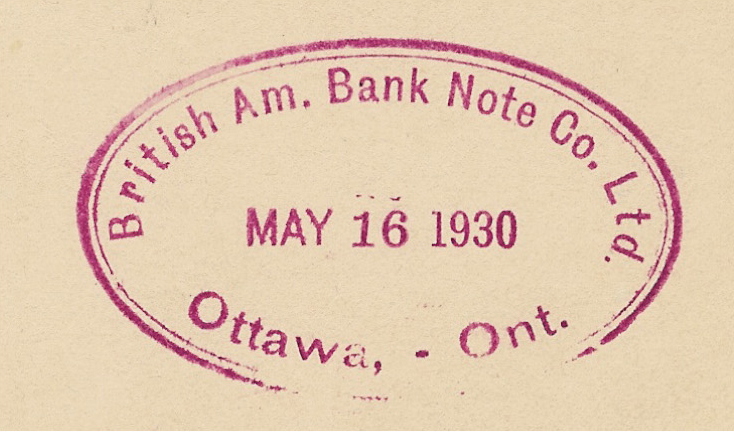 British Am. Bank Note Co. Ltd.
MAY 16 1930
Ottawa, - Ont.